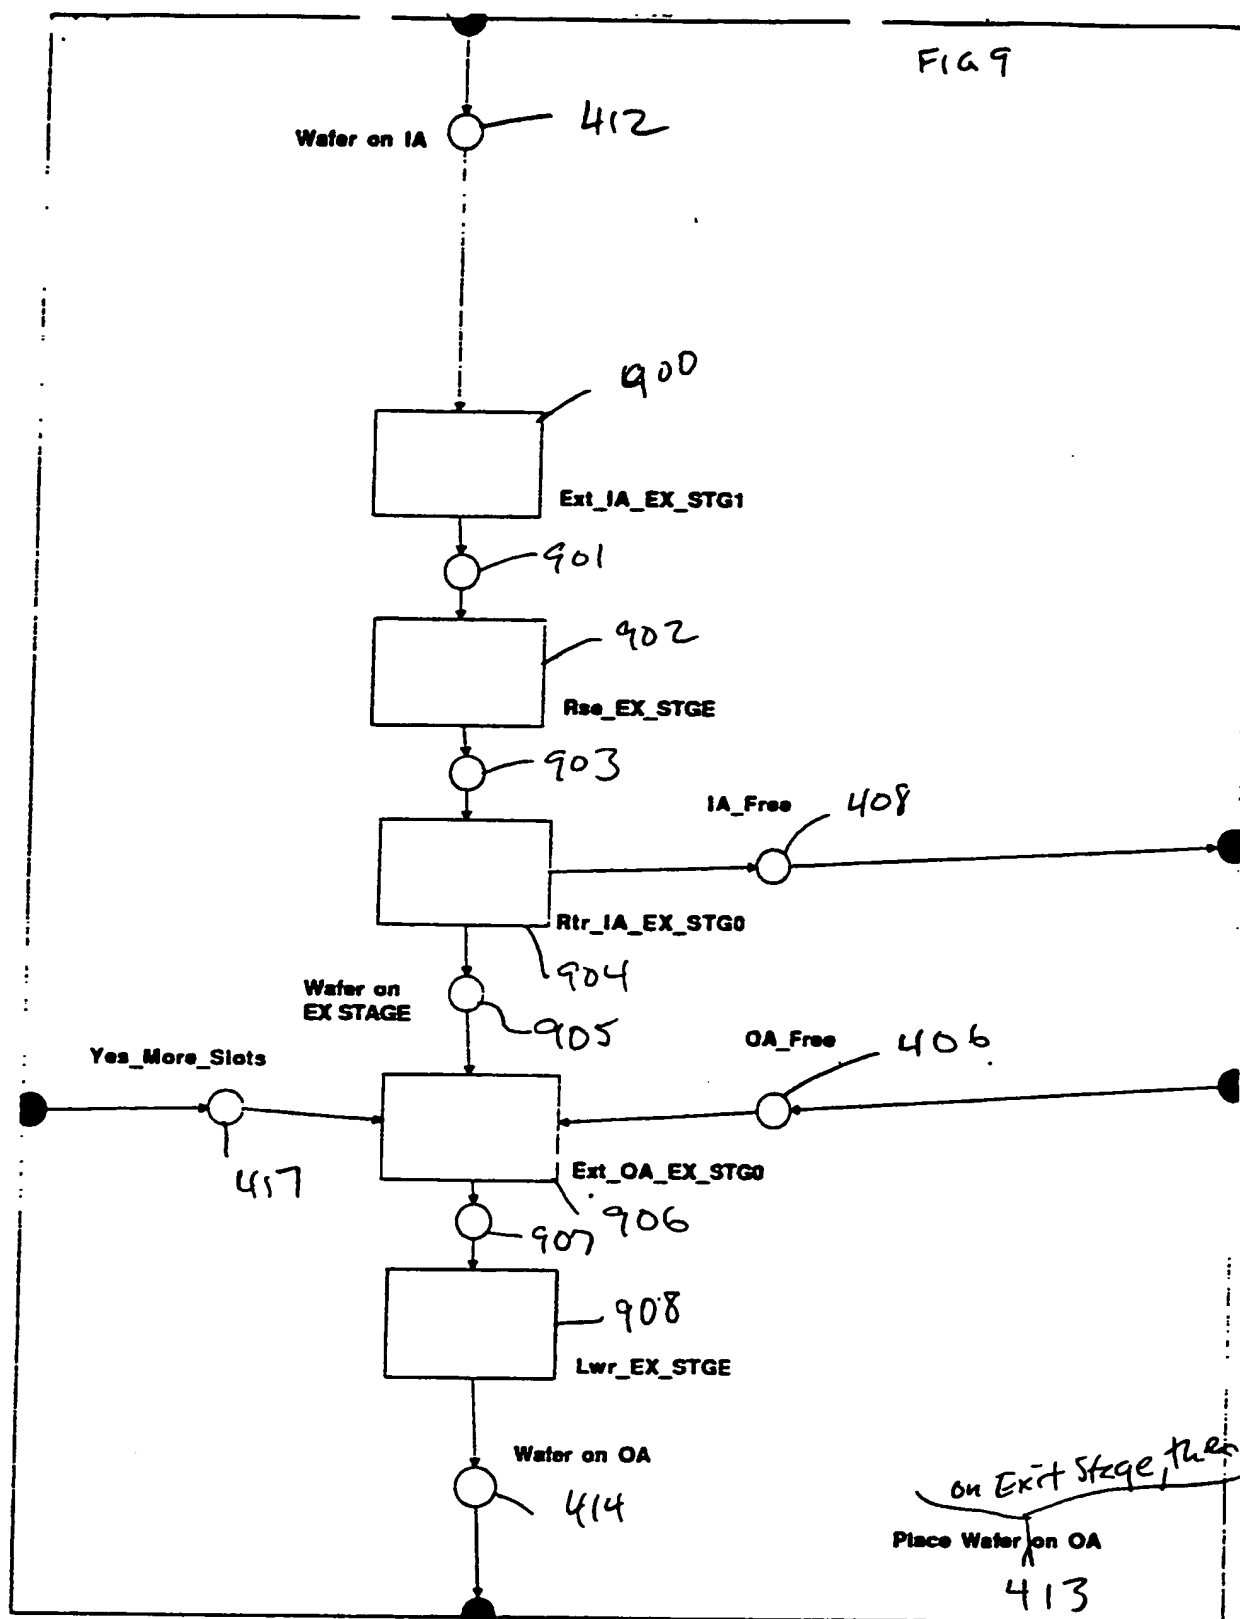 FIG 9
412
Wafer on IA
900
Ext_IA_EX_STG1
901
902
Rse_EX_STGE
903
IA_Free
408
Rtr_IA_EX_STG0
904
Wafer on
EX STAGE
905
OA_Free
406
Yes_More_Slots
417
Ext_OA_EX_STG0
906
907
908
Lwr_EX_STGE
Wafer on OA
414
on Exit Stage, then
Place Wafer on OA
413